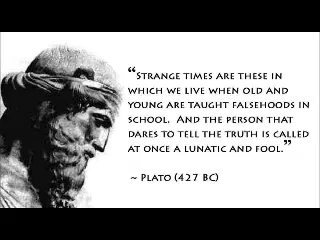 “Strange times are these in
which we live when old and
young are taught falsehoods in
school. And the person that
dares to tell the truth is called
at once a lunatic and fool.”
~ Plato (427 BC)